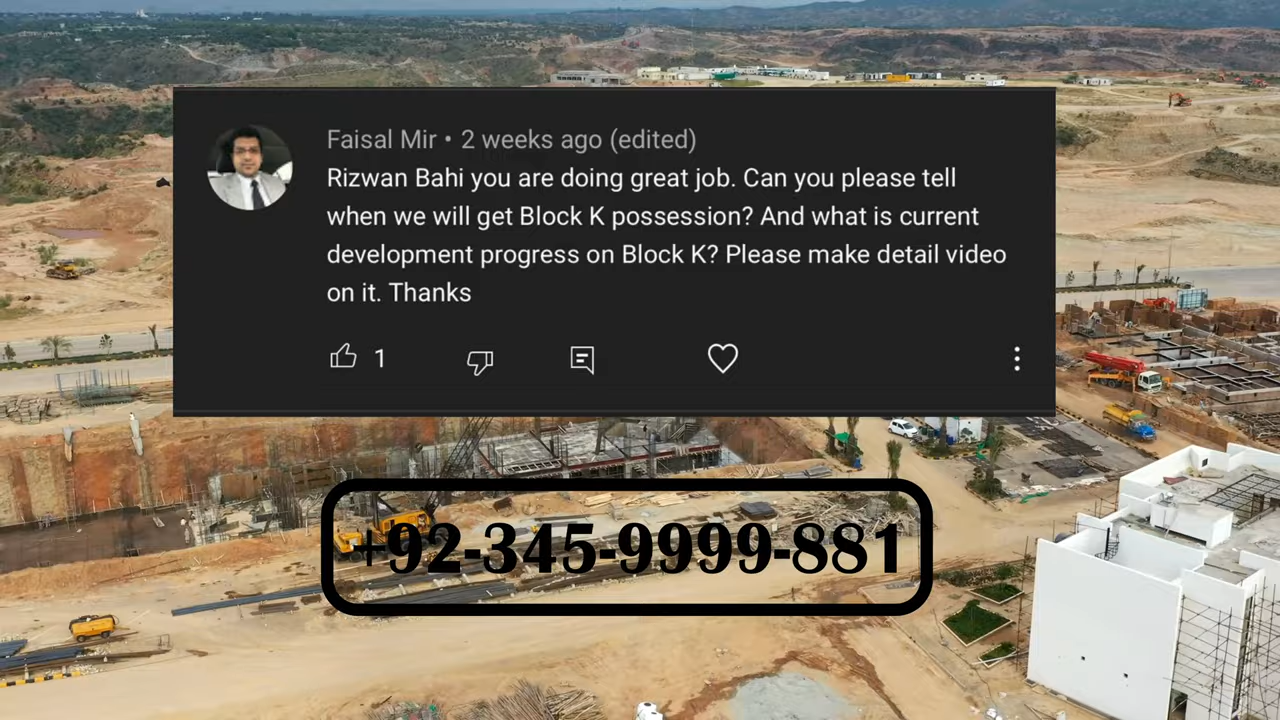 Faisal Mir • 2 weeks ago (edited)
Rizwan Bahi you are doing great job. Can you please tell
when we will get Block K possession? And what is current
development progress on Block K? Please make detail video
on it. Thanks
1
+92-345-9999-881